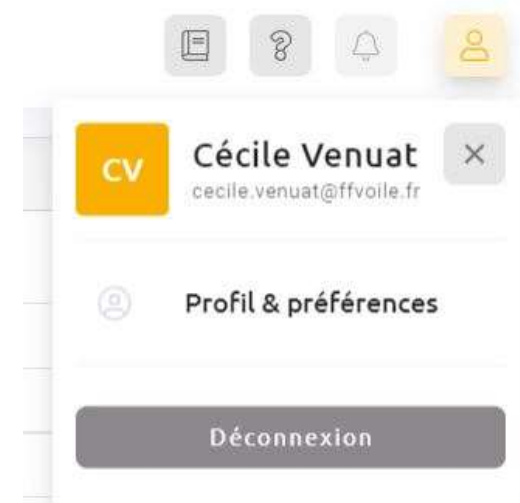 CV
Cécile Venuat
cecile.venuat@ffvoile.fr
Profil & préférences
Déconnexion